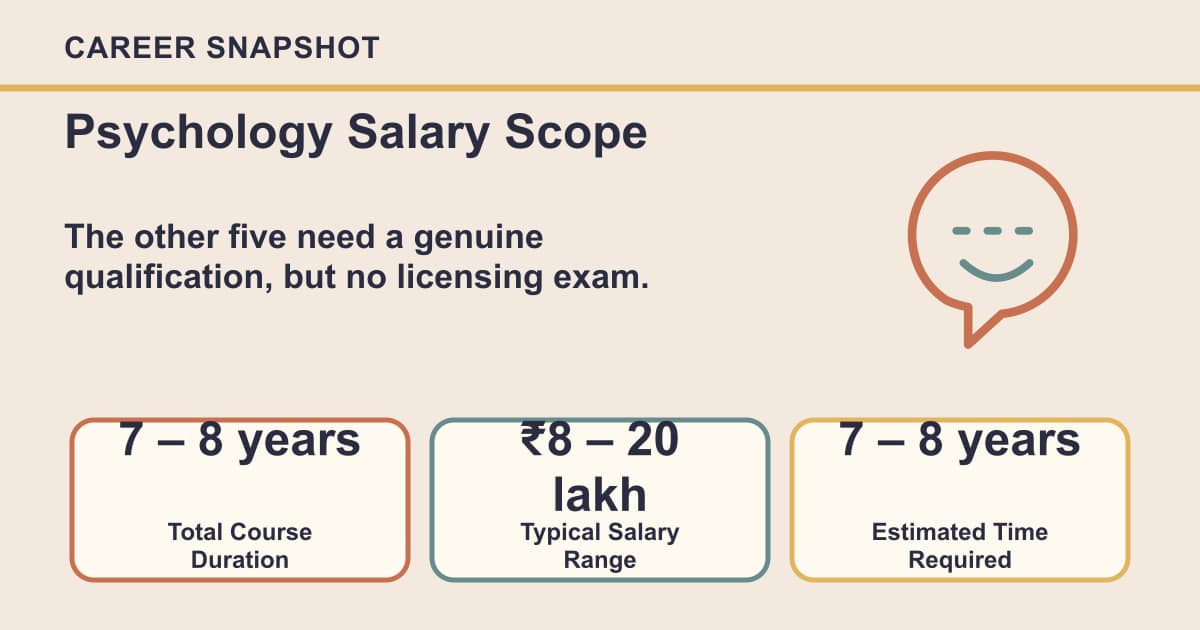 CAREER SNAPSHOT
Psychology Salary Scope
The other five need a genuine
qualification, but no licensing exam.
7 – 8 years
Total Course
Duration
₹8 – 20
lakh
Typical Salary
Range
7 – 8 years
Estimated Time
Required